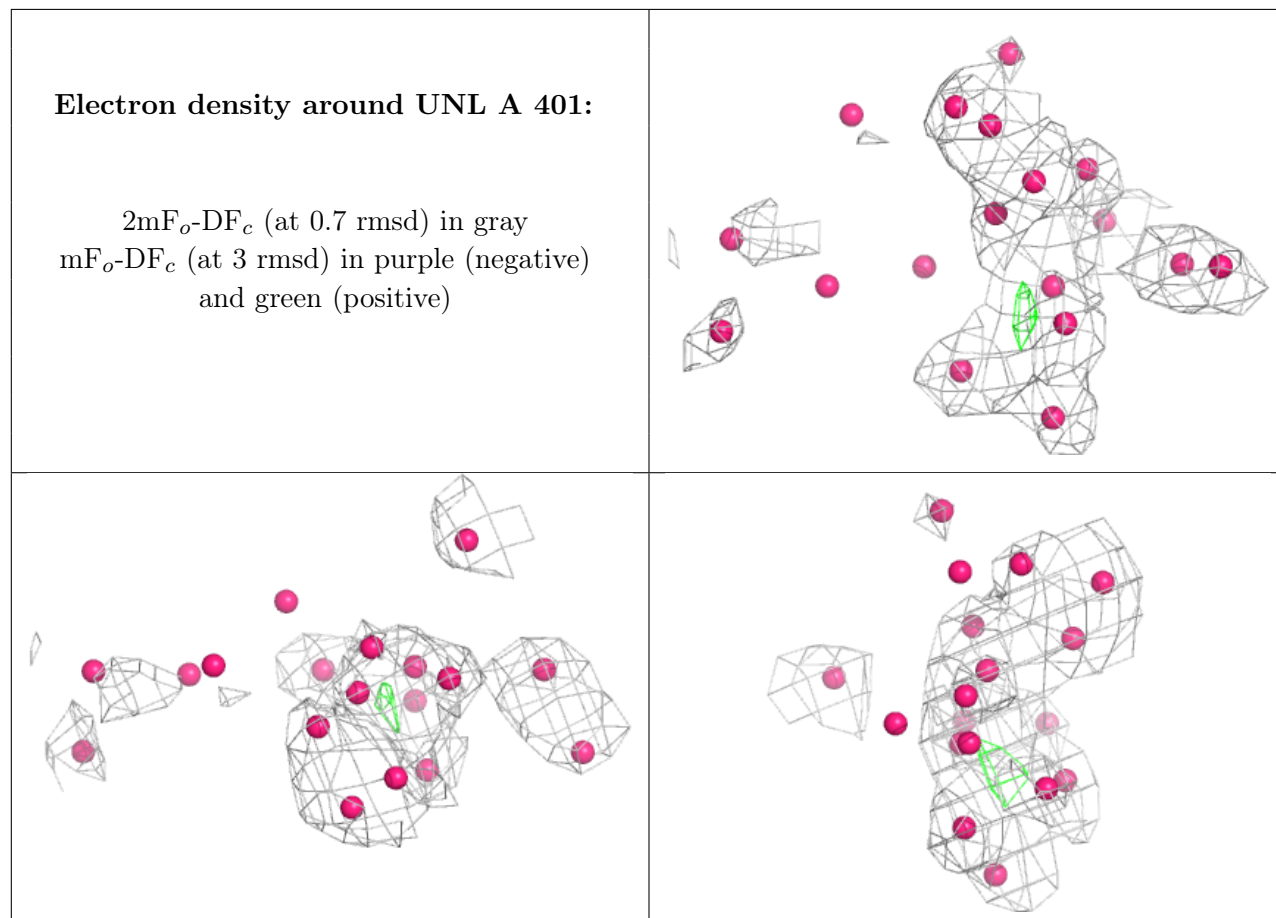 Electron density around UNL A 401:
2mFo-DFc (at 0.7 rmsd) in gray
mFo-DFc (at 3 rmsd) in purple (negative)
and green (positive)